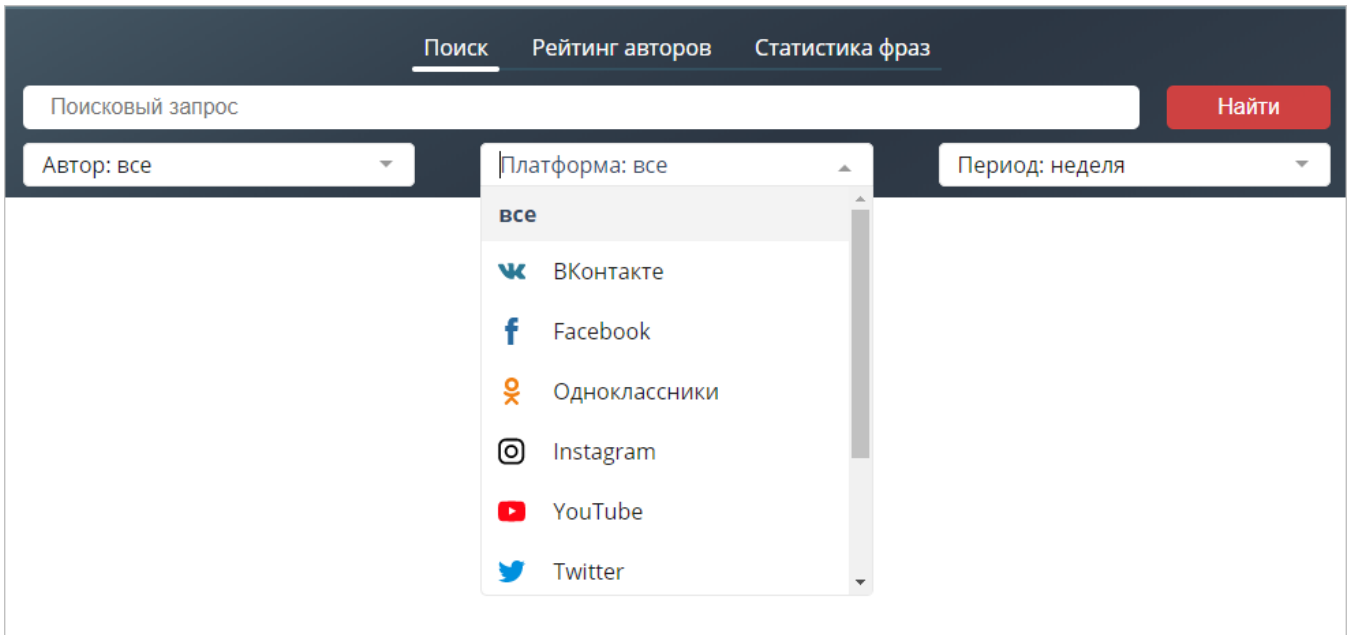 Поиск Рейтинг авторов Статистика фраз
Поисковый запрос Найти
Автор: все Платформа: все Период: неделя
все
ВКонтакте
Facebook
Одноклассники
Instagram
YouTube
Twitter